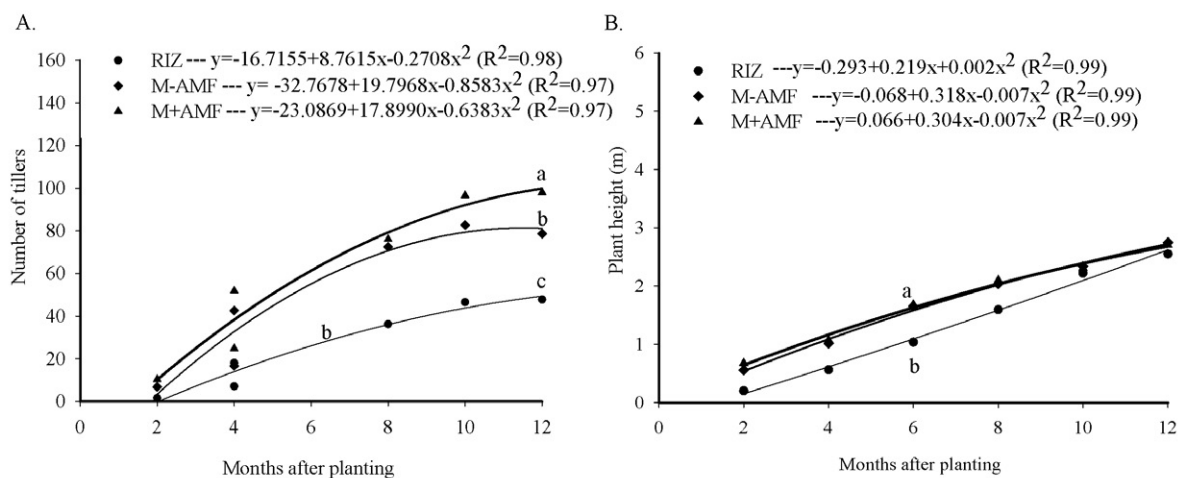 A.
RIZ --- y=-16.7155+8.7615x-0.2708x² (R²=0.98)
M-AMF --- y= -32.7678+19.7968x-0.8583x² (R²=0.97)
M+AMF --- y=-23.0869+17.8990x-0.6383x² (R²=0.97)
Number of tillers
160
140
120
100
80
60
40
20
0
a
b
c
b
0 2 4 6 8 10 12
Months after planting
B.
RIZ ---y=-0.293+0.219x+0.002x² (R²=0.99)
M-AMF ---y=-0.068+0.318x-0.007x² (R²=0.99)
M+AMF ---y=0.066+0.304x-0.007x² (R²=0.99)
Plant height (m)
6
5
4
3
2
1
0
a
b
0 2 4 6 8 10 12
Months after planting